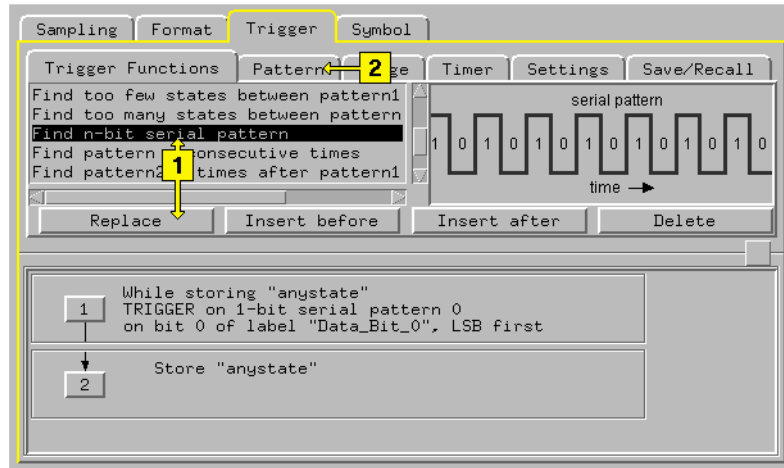 Sampling Format Trigger Symbol
Trigger Functions Pattern 2 ge Timer Settings Save/Recall
Find too few states between pattern1
Find too many states between pattern
Find n-bit serial pattern
Find pattern consecutive times
Find pattern2 times after pattern1
1
serial pattern
1 0 1 0 1 0 1 0 1 0 1 0 1 0
time
Replace Insert before Insert after Delete
1
While storing "anystate"
TRIGGER on 1-bit serial pattern 0
on bit 0 of label "Data_Bit_0", LSB first
2
Store "anystate"